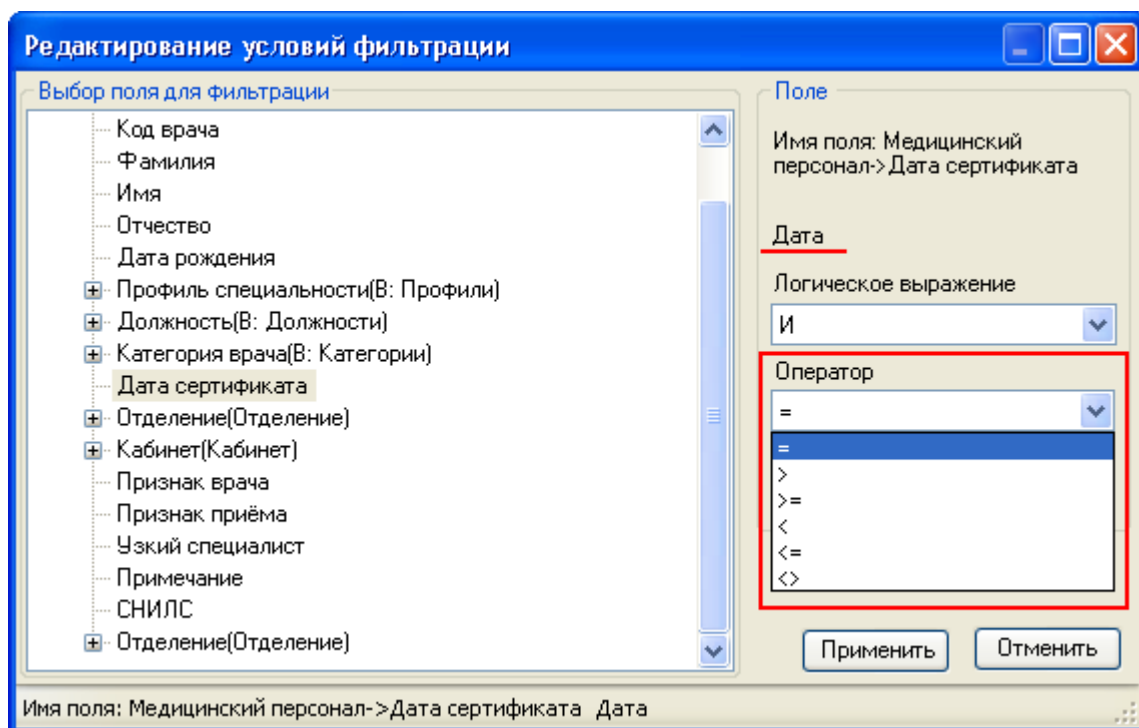 Редактирование условий фильтрации
Выбор поля для фильтрации
Код врача
Фамилия
Имя
Отчество
Дата рождения
Профиль специальности(В: Профили)
Должность(В: Должности)
Категория врача(В: Категории)
Дата сертификата
Отделение(Отделение)
Кабинет(Кабинет)
Признак врача
Признак приёма
Узкий специалист
Примечание
СНИЛС
Отделение(Отделение)
Поле
Имя поля: Медицинский
персонал->Дата сертификата
Дата
Логическое выражение
И
Оператор
=
=
>
>=
<
<=
<>
Применить
Отменить
Имя поля: Медицинский персонал->Дата сертификата Дата